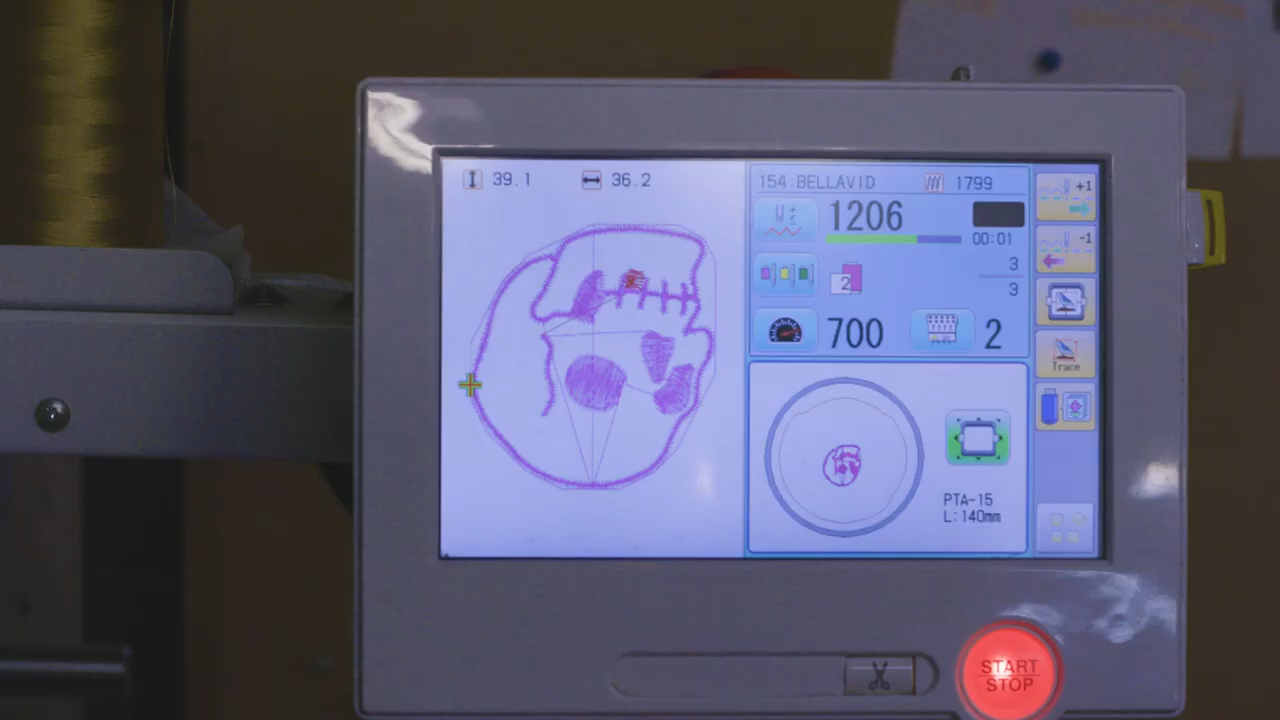 39.1 36.2
154:BELLAVID 1799
1206
00:01
2
3
3
700 2
PTA-15
L:140mm
+1
-1
Trace
START
STOP